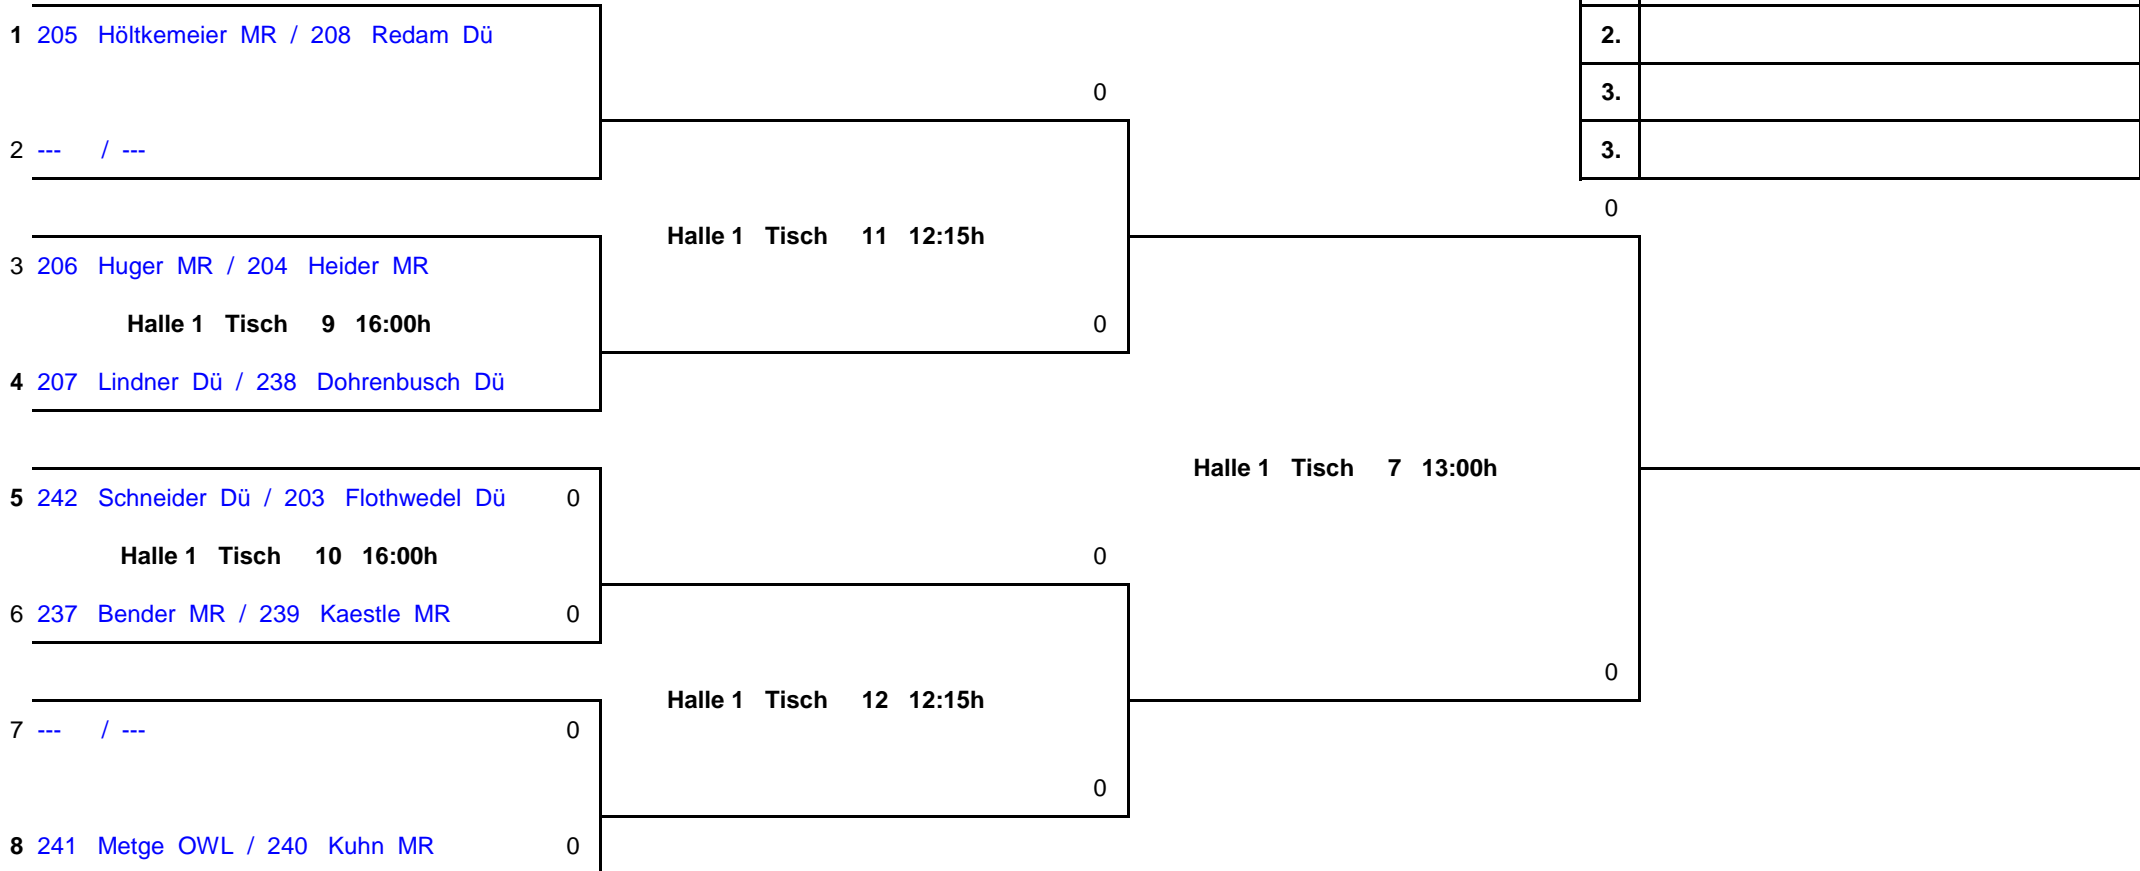 1 205 Höltkemeier MR / 208 Redam Dü
2.
0
3.
2 --- / ---
3.
0
Halle 1 Tisch 11 12:15h
3 206 Huger MR / 204 Heider MR
Halle 1 Tisch 9 16:00h
0
4 207 Lindner Dü / 238 Dohrenbusch Dü
Halle 1 Tisch 7 13:00h
5 242 Schneider Dü / 203 Flothwedel Dü 0
Halle 1 Tisch 10 16:00h
0
6 237 Bender MR / 239 Kaestle MR 0
0
Halle 1 Tisch 12 12:15h
7 --- / --- 0
0
8 241 Metge OWL / 240 Kuhn MR 0